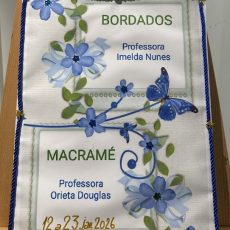 BORDADOS
Professora
Imelda Nunes
MACRAMÉ
Professora
Orieta Douglas
12 a 23 jan 2026